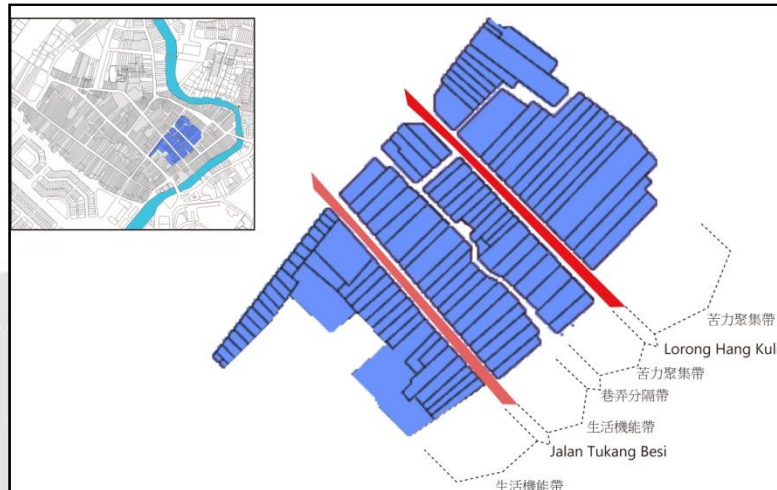 苦力聚集帶
Lorong Hang Kul
苦力聚集帶
巷弄分隔帶
生活機能帶
Jalan Tukang Besi
生活機能帶